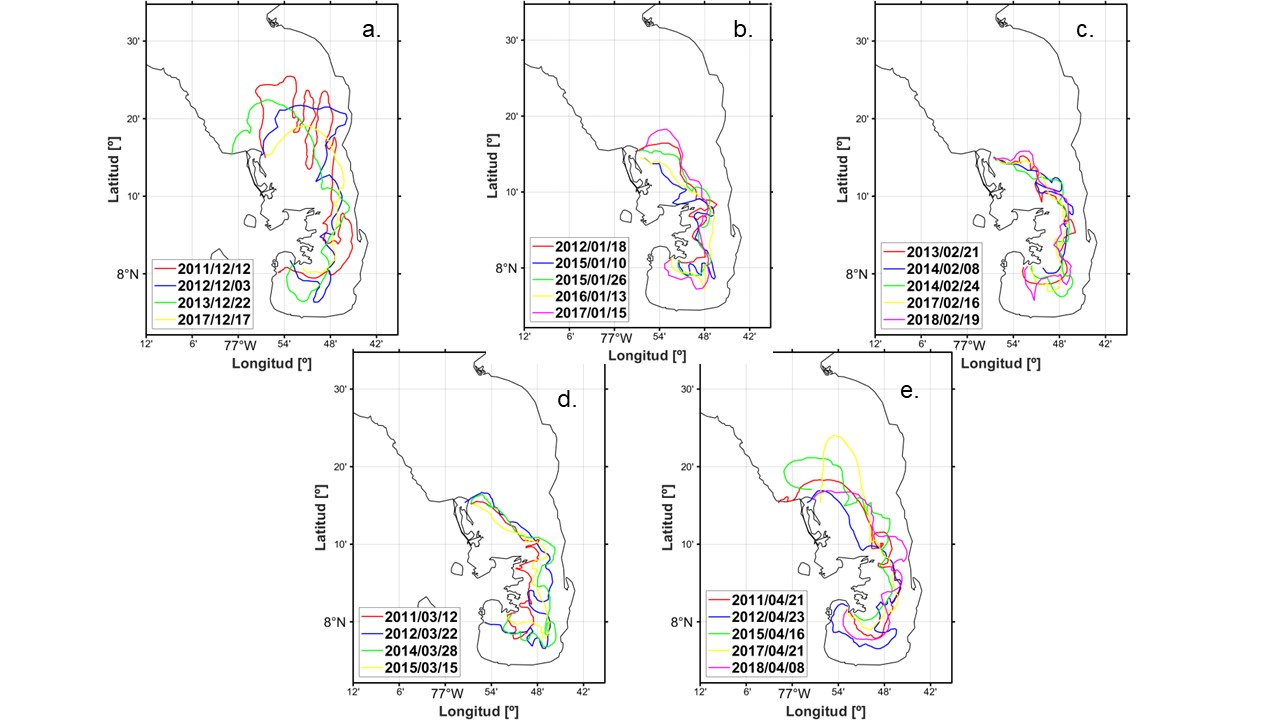 a.
30'
20'
10'
8°N
Latitud [º]
2011/12/12
2012/12/03
2013/12/22
2017/12/17
12'
6'
77°W
54'
48'
42'
Longitud [º]
b.
30'
20'
10'
8°N
Latitud [º]
2012/01/18
2015/01/10
2015/01/26
2016/01/13
2017/01/15
12'
6'
77°W
54'
48'
42'
Longitud [º]
c.
30'
20'
10'
8°N
Latitud [º]
2013/02/21
2014/02/08
2014/02/24
2017/02/16
2018/02/19
12'
6'
77°W
54'
48'
42'
Longitud [º]
d.
30'
20'
10'
8°N
Latitud [º]
2011/03/12
2012/03/22
2014/03/28
2015/03/15
12'
6'
77°W
54'
48'
42'
Longitud [º]
e.
30'
20'
10'
8°N
Latitud [º]
2011/04/21
2012/04/23
2015/04/16
2017/04/21
2018/04/08
12'
6'
77°W
54'
48'
42'
Longitud [º]